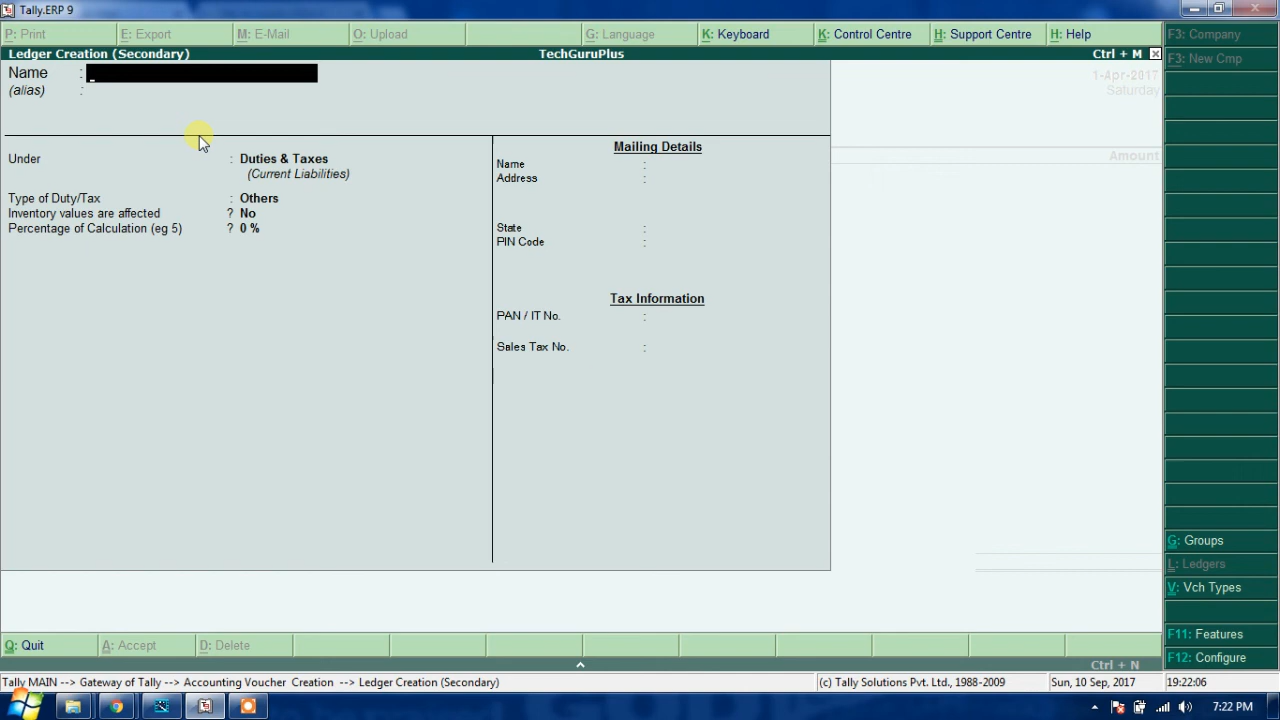 Tally.ERP 9
P: Print E: Export M: E-Mail O: Upload G: Language K: Keyboard K: Control Centre H: Support Centre H: Help F3: Company
Ledger Creation (Secondary) TechGuruPlus Ctrl + M
F3: New Cmp
Name :
(alias) :
1-Apr-2017
Saturday
Amount
Under : Duties & Taxes
(Current Liabilities)
Type of Duty/Tax : Others
Inventory values are affected ? No
Percentage of Calculation (eg 5) ? 0 %
Mailing Details
Name :
Address :
State :
PIN Code :
Tax Information
PAN / IT No. :
Sales Tax No. :
G: Groups
L: Ledgers
V: Vch Types
F11: Features
F12: Configure
Q: Quit A: Accept D: Delete
Ctrl + N
Tally MAIN --> Gateway of Tally --> Accounting Voucher Creation --> Ledger Creation (Secondary) (c) Tally Solutions Pvt. Ltd., 1988-2009 Sun, 10 Sep, 2017 19:22:06
7:22 PM